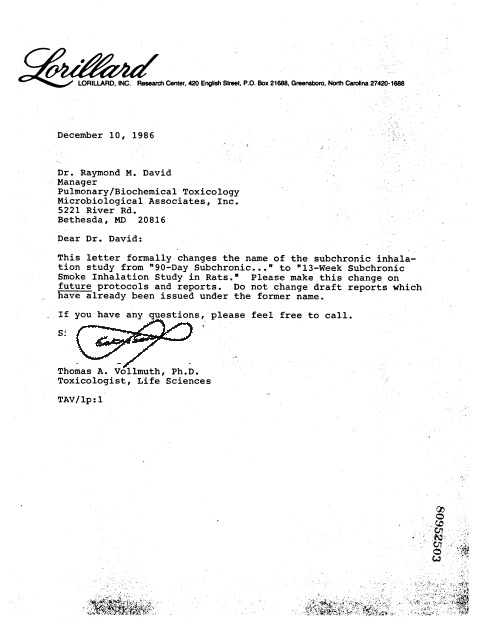 Lorillard
LORILLARD, INC. Research Center, 420 English Street, P.O. Box 21688, Greensboro, North Carolina 27420-1688
December 10, 1986
Dr. Raymond M. David
Manager
Pulmonary/Biochemical Toxicology
Microbiological Associates, Inc.
5221 River Rd.
Bethesda, MD 20816
Dear Dr. David:
This letter formally changes the name of the subchronic inhala-
tion study from "90-Day Subchronic..." to "13-Week Subchronic
Smoke Inhalation Study in Rats." Please make this change on
future protocols and reports. Do not change draft reports which
have already been issued under the former name.
If you have any questions, please feel free to call.
S:
Thomas A. Vollmuth, Ph.D.
Toxicologist, Life Sciences
TAV/lp:1
80952503